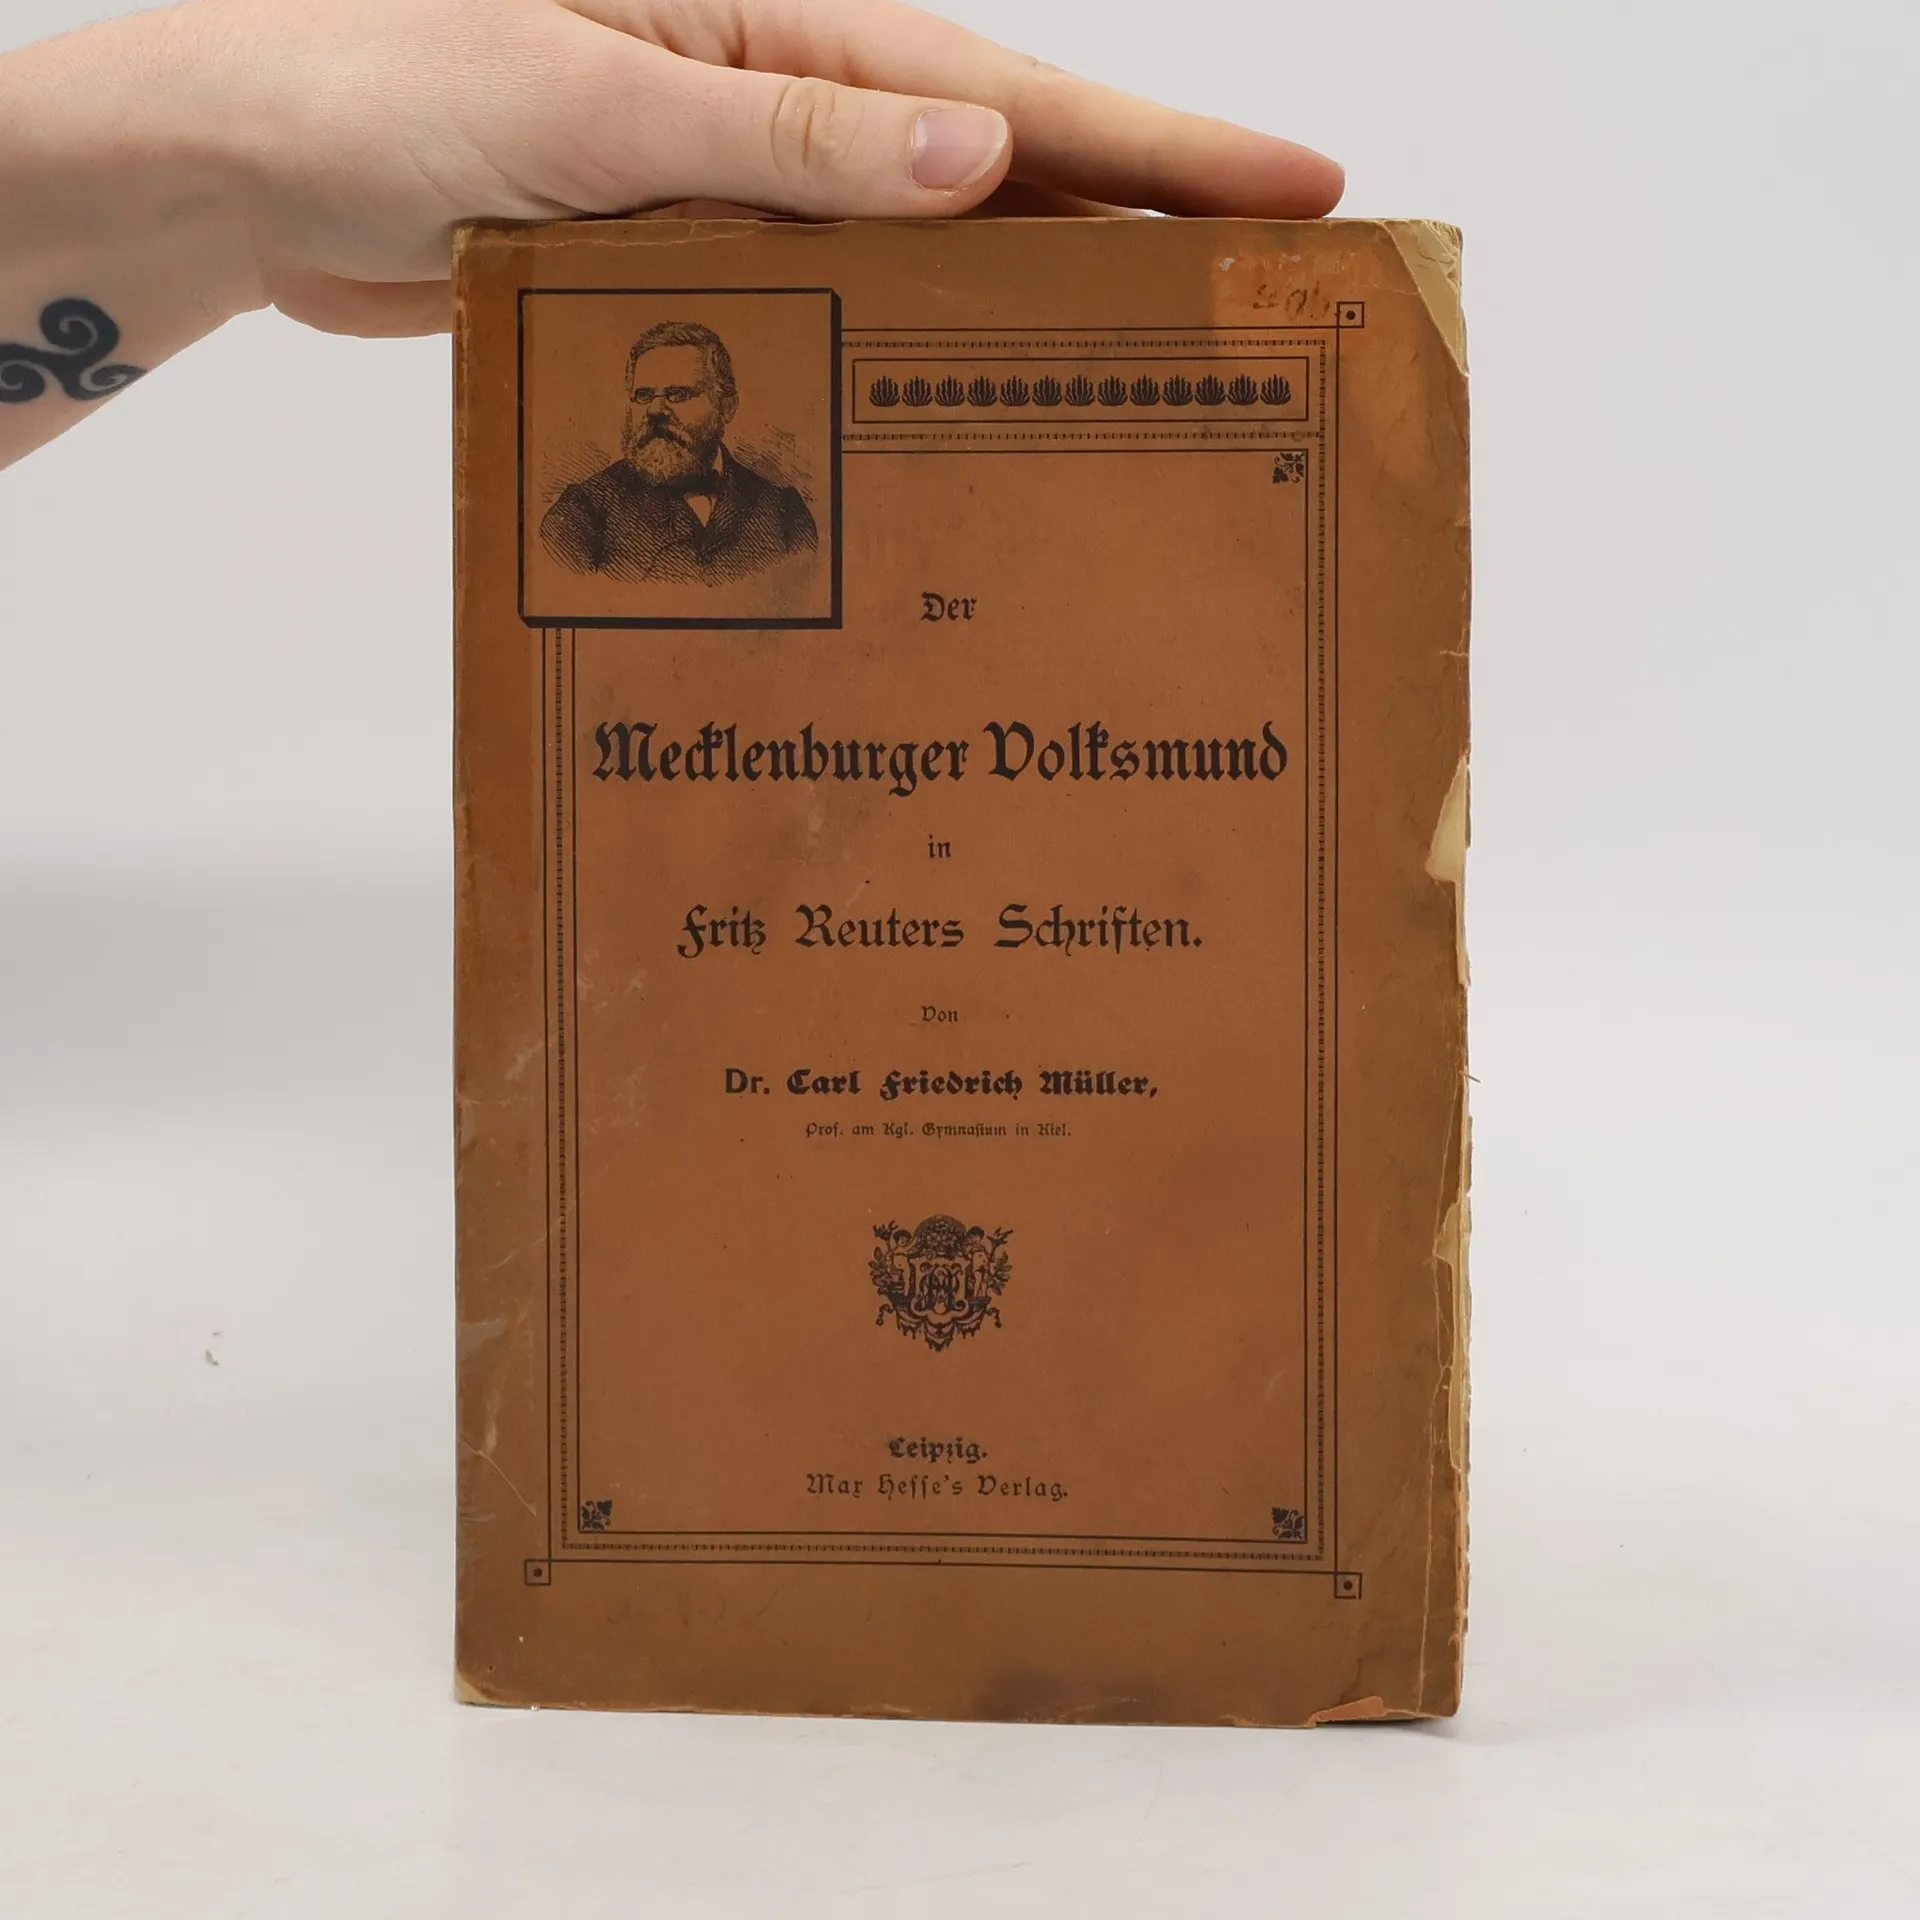 Der
Mecklenburger Volksmund
in
Fritz Reuters Schriften.
Von
Dr. Carl Friedrich Müller,
Prof. am Kgl. Gymnasium in Kiel.
Leipzig.
Max Hesse's Verlag.